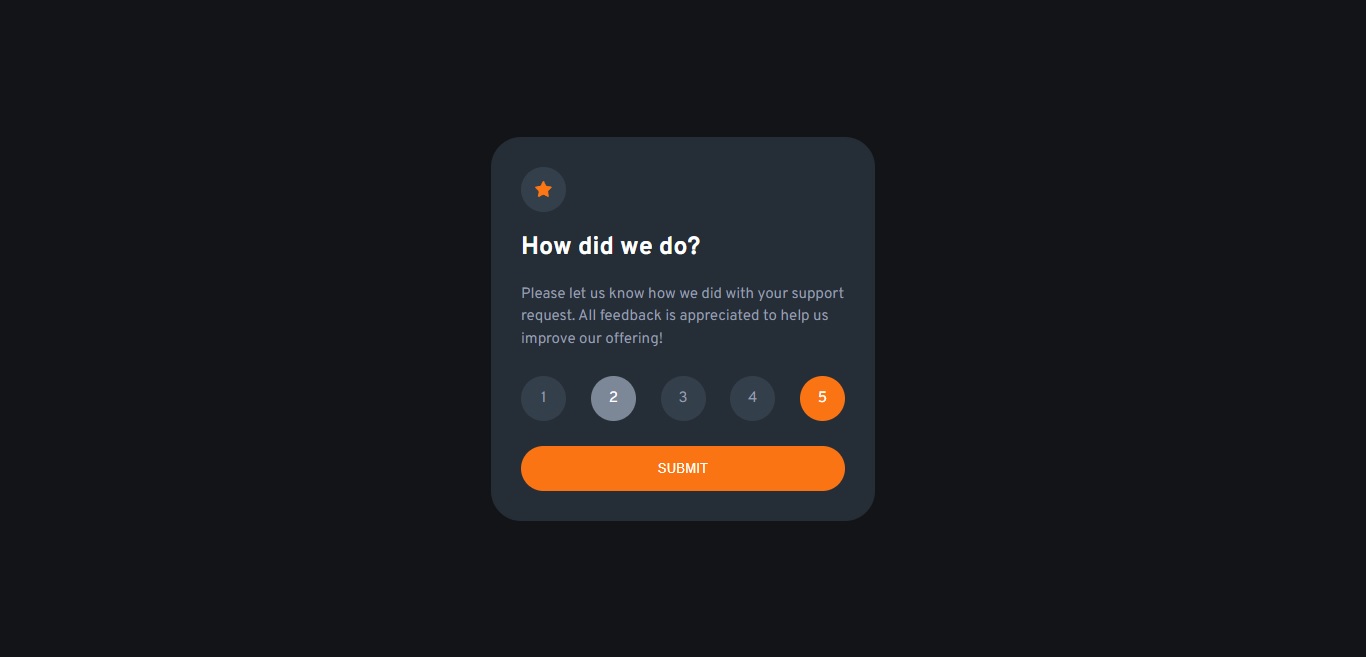 How did we do?
Please let us know how we did with your support
request. All feedback is appreciated to help us
improve our offering!
1 2 3 4 5
SUBMIT